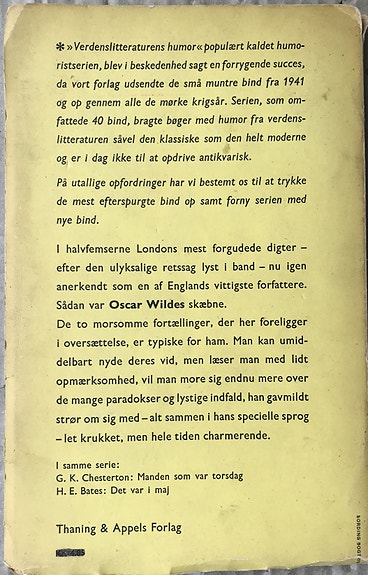 * »Verdenslitteraturens humor« populært kaldet humo-
ristserien, blev i beskedenhed sagt en forrygende succes,
da vort forlag udsendte de små muntre bind fra 1941
og op gennem alle de mørke krigsår. Serien, som om-
fattede 40 bind, bragte bøger med humor fra verdens-
litteraturen såvel den klassiske som den helt moderne
og er i dag ikke til at opdrive antikvarisk.
På utallige opfordringer har vi bestemt os til at trykke
de mest efterspurgte bind op samt forny serien med
nye bind.
I halvfemserne Londons mest forgudede digter –
efter den ulyksalige retssag lyst i band – nu igen
anerkendt som en af Englands vittigste forfattere.
Sådan var Oscar Wildes skæbne.
De to morsomme fortællinger, der her foreligger
i oversættelse, er typiske for ham. Man kan umid-
delbart nyde deres vid, men læser man med lidt
opmærksomhed, vil man more sig endnu mere over
de mange paradokser og lystige indfald, han gavmildt
strør om sig med – alt sammen i hans specielle sprog
– let krukket, men hele tiden charmerende.
I samme serie:
G. K. Chesterton: Manden som var torsdag
H. E. Bates: Det var i maj
Thaning & Appels Forlag
BORDING BOGT